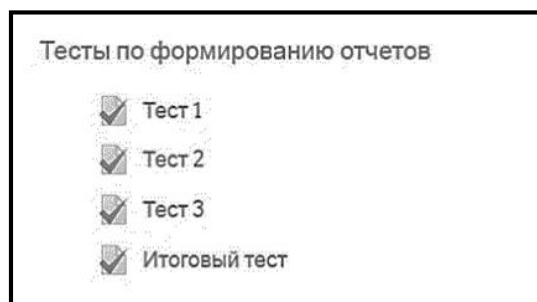 Тесты по формированию отчетов
Тест 1
Тест 2
Тест 3
Итоговый тест